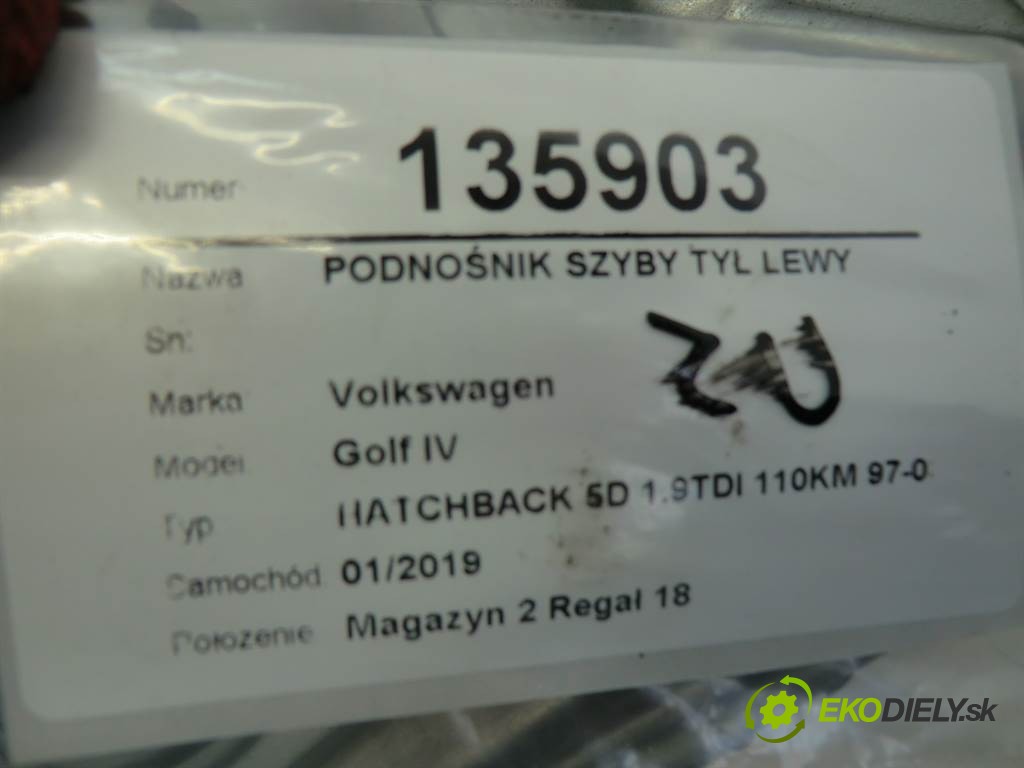 Numer 135903
Nazwa PODNOŚNIK SZYBY TYŁ LEWY
Sn:
Marka Volkswagen
Model Golf IV
Typ HATCHBACK 5D 1.9TDI 110KM 97-0
Samochód 01/2019
Położenie Magazyn 2 Regał 18
EKODIELY.sk